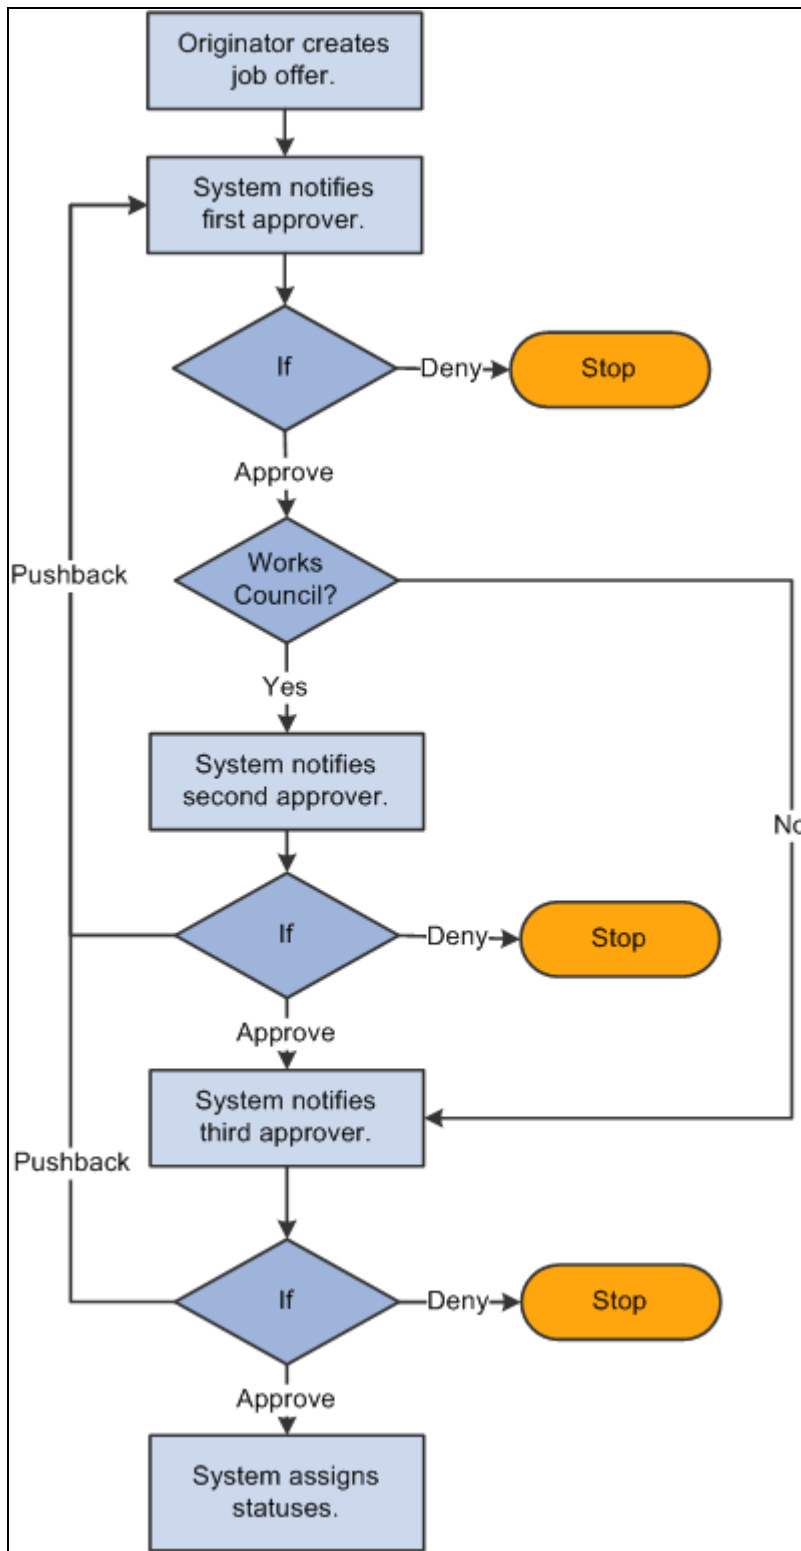 Originator creates
job offer.
System notifies
first approver.
If
Deny
Stop
Approve
Works
Council?
Pushback
Yes
System notifies
second approver.
No
If
Deny
Stop
Approve
System notifies
third approver.
Pushback
If
Deny
Stop
Approve
System assigns
statuses.